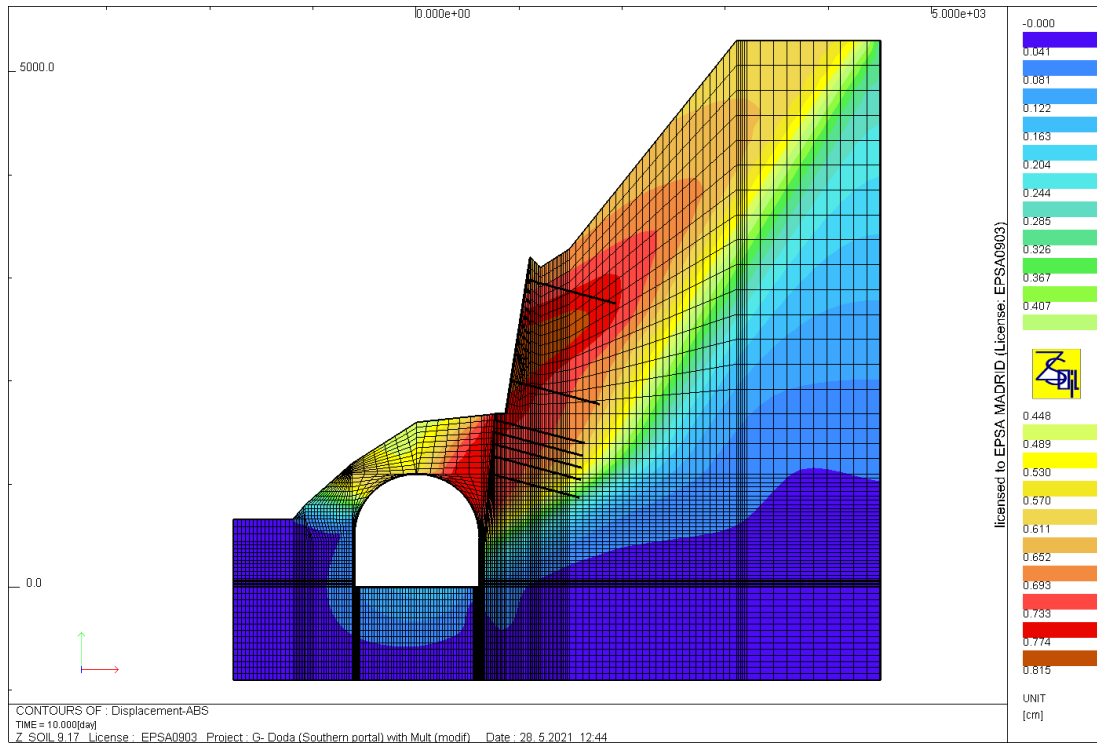 0.000e+00
5.000e+03
5000.0
0.0
licensed to EPSA MADRID (License: EPSA0903)
-0.000
0.041
0.081
0.122
0.163
0.204
0.244
0.285
0.326
0.367
0.407
ZSOIL
0.448
0.489
0.530
0.570
0.611
0.652
0.693
0.733
0.774
0.815
UNIT
[cm]
CONTOURS OF : Displacement-ABS
TIME = 10.000[day]
Z_SOIL 9.17 License : EPSA0903 Project : G- Doda (Southern portal) with Mult (modif) Date : 28. 5.2021 12:44